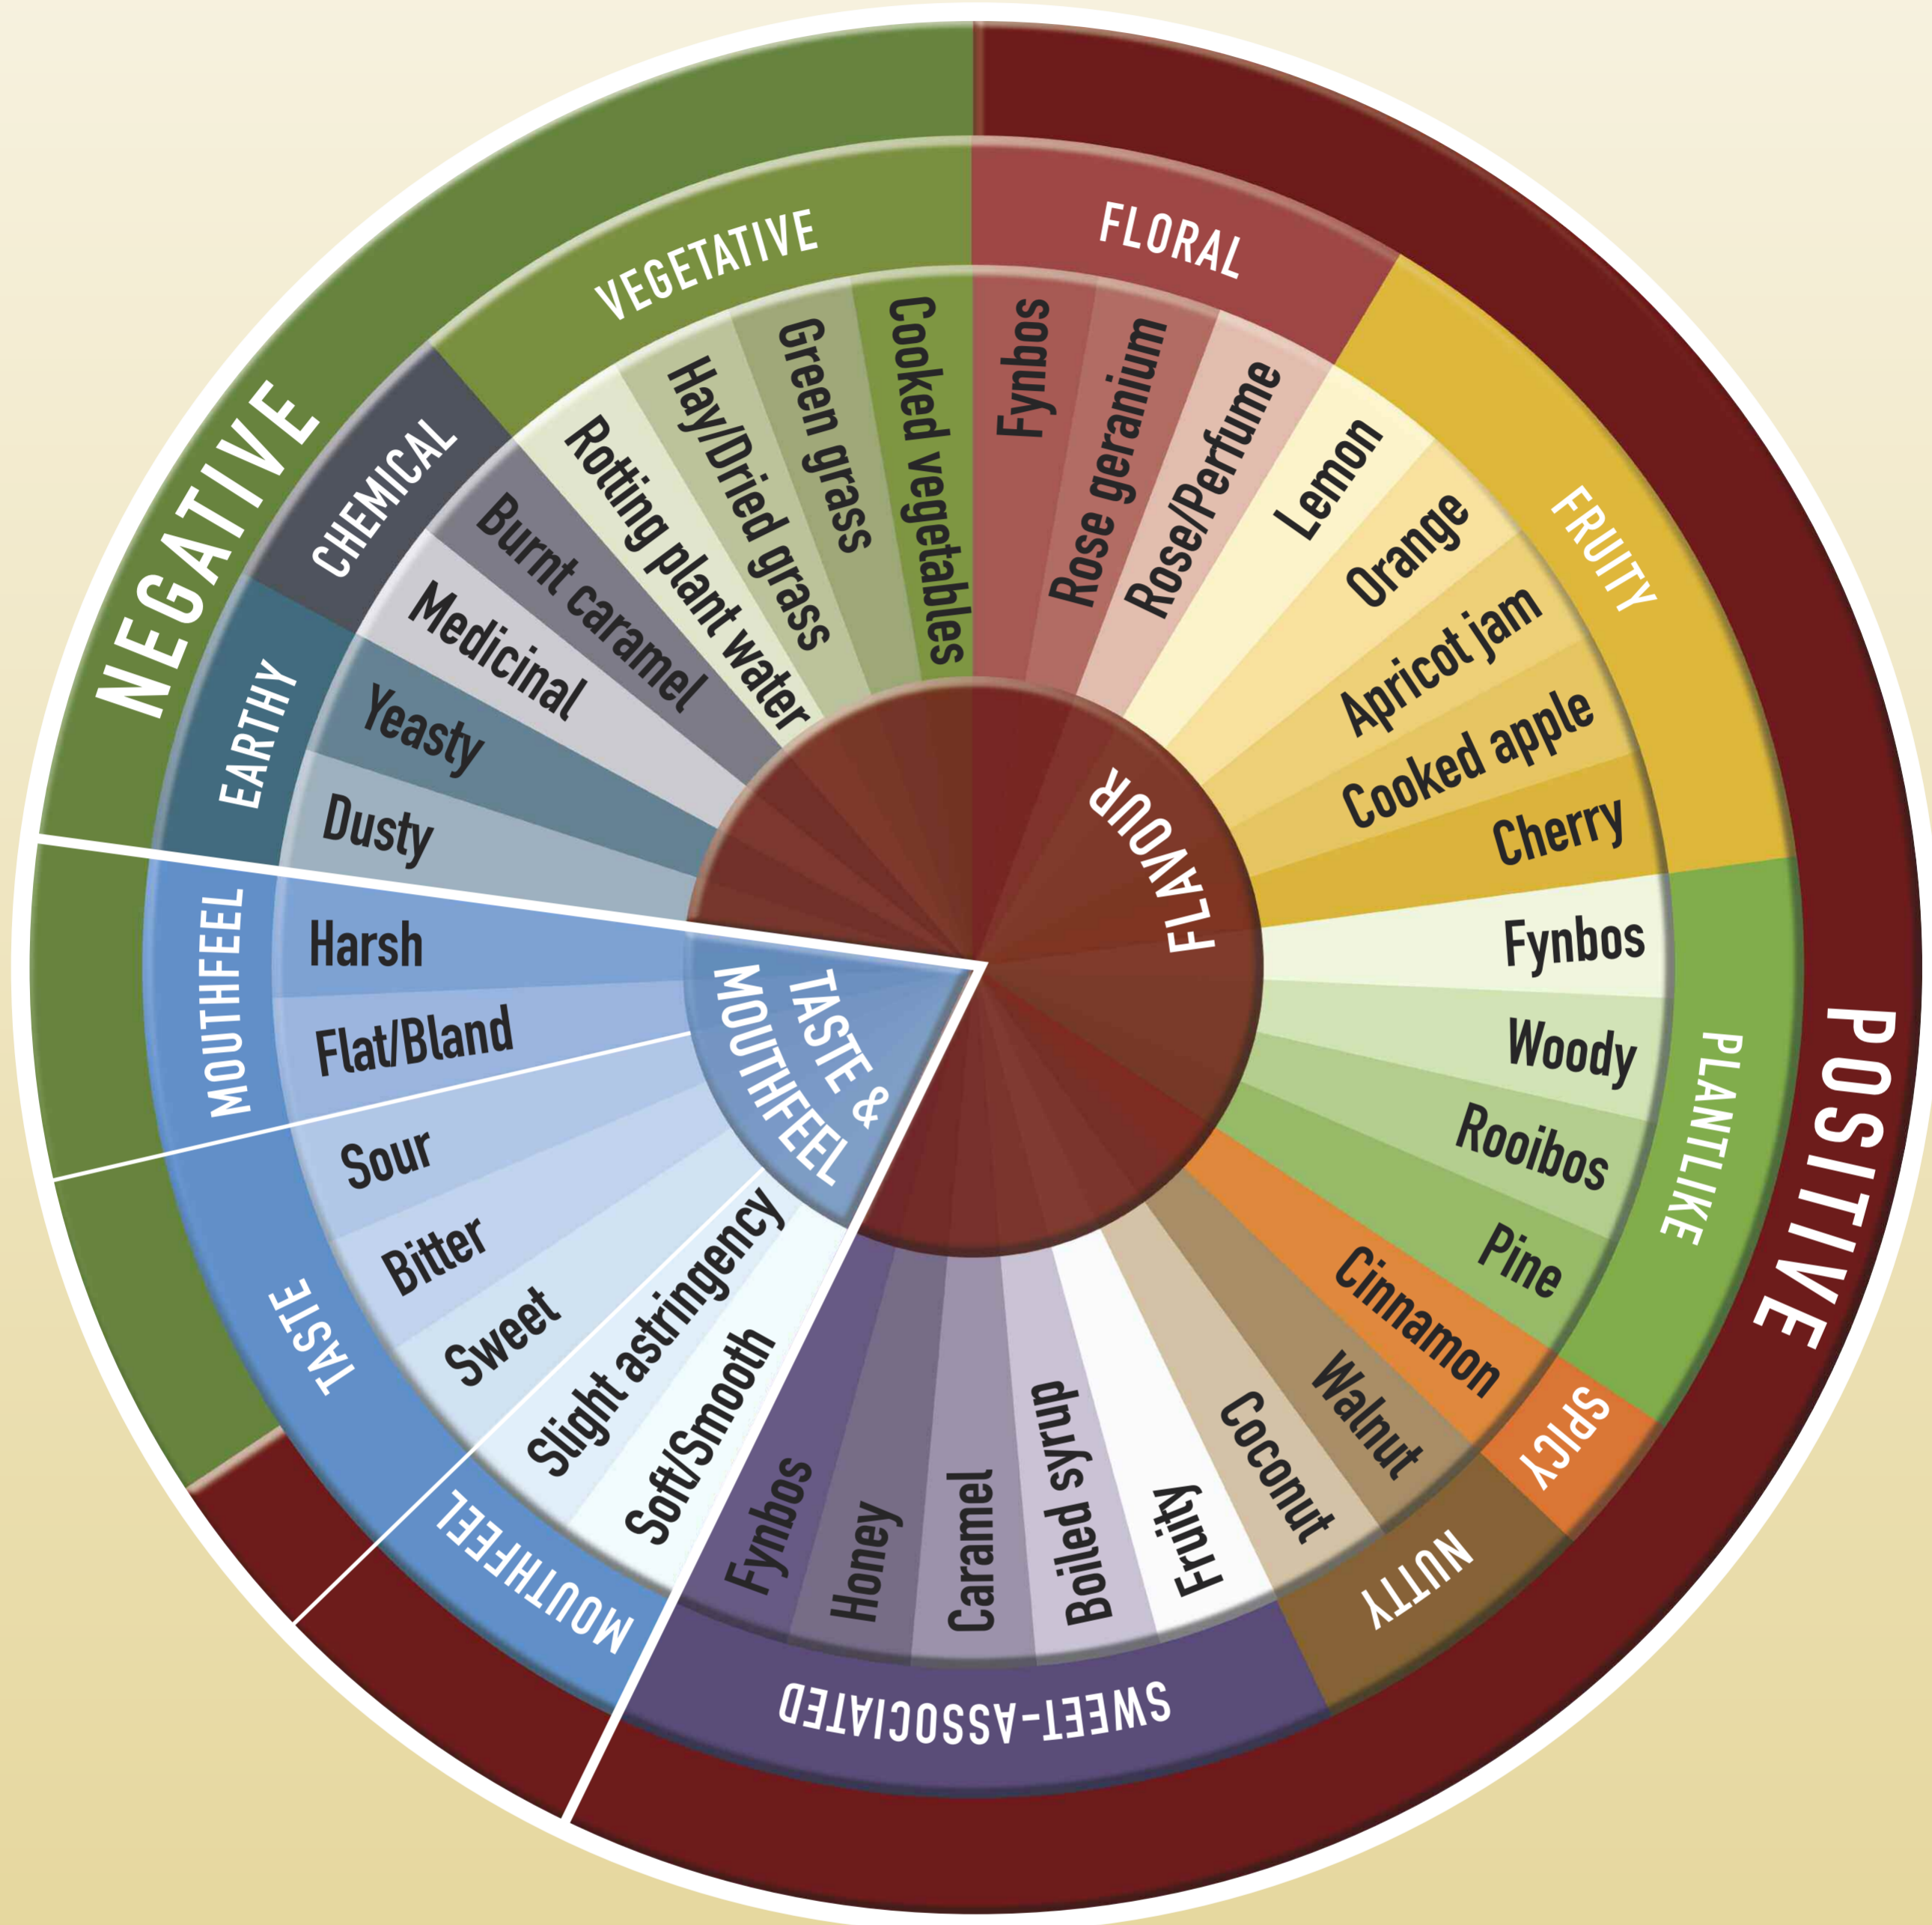 NEGATIVE
POSITIVE
FLAVOUR
TASTE &
MOUTHFEEL
FLORAL
Fynbos
Rose geranium
Rose/Perfume
FRUITY
Lemon
Orange
Apricot jam
Cooked apple
Cherry
PLANTLIKE
Fynbos
Woody
Rooibos
Pine
SPICY
Cinnamon
NUTTY
Walnut
Coconut
SWEET-ASSOCIATED
Fruity
Boiled syrup
Caramel
Honey
Fynbos
MOUTHFEEL
Soft/Smooth
Slight astringency
TASTE
Sweet
Bitter
Sour
MOUTHFEEL
Flat/Bland
Harsh
EARTHY
Dusty
Yeasty
CHEMICAL
Medicinal
Burnt caramel
VEGETATIVE
Rotting plant water
Hay/Dried grass
Green grass
Cooked vegetables